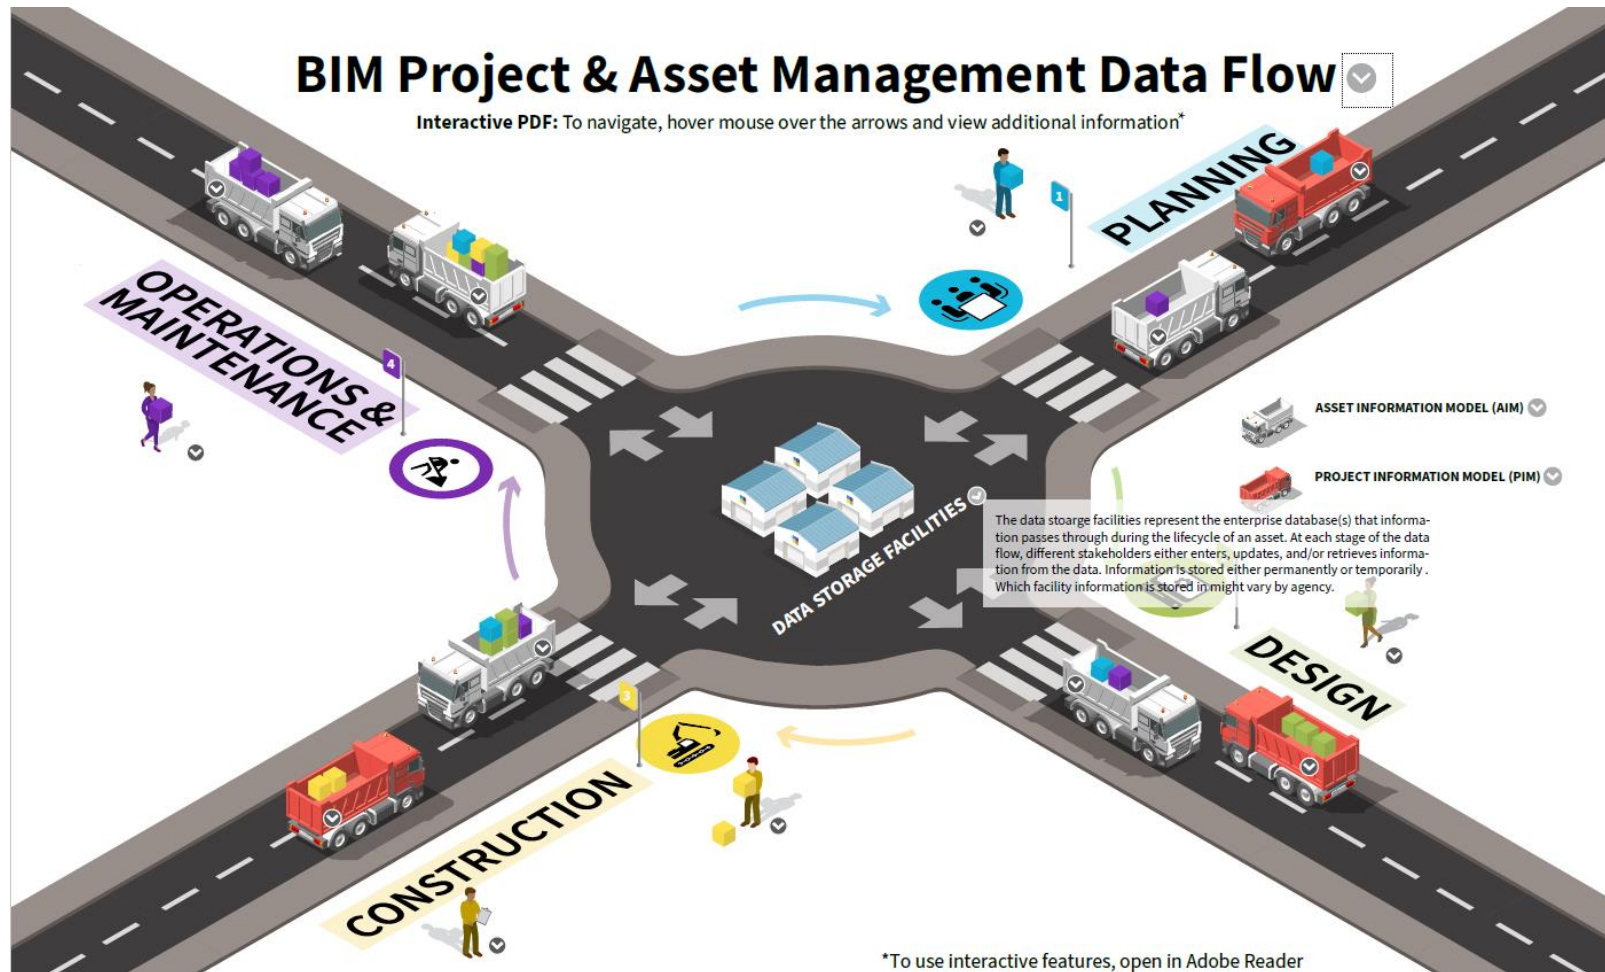 BIM Project & Asset Management Data Flow
Interactive PDF: To navigate, hover mouse over the arrows and view additional information*
1
PLANNING
OPERATIONS &
MAINTENANCE
4
ASSET INFORMATION MODEL (AIM)
PROJECT INFORMATION MODEL (PIM)
DATA STORAGE FACILITIES
The data stoarge facilities represent the enterprise database(s) that informa-
tion passes through during the lifecycle of an asset. At each stage of the data
flow, different stakeholders either enters, updates, and/or retrieves informa-
tion from the data. Information is stored either permanently or temporarily .
Which facility information is stored in might vary by agency.
DESIGN
3
CONSTRUCTION
*To use interactive features, open in Adobe Reader